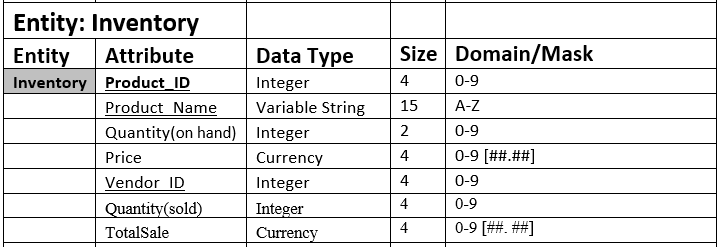 Entity: Inventory
Entity Attribute Data Type Size Domain/Mask
Inventory Product_ID Integer 4 0-9
Product_Name Variable String 15 A-Z
Quantity(on hand) Integer 2 0-9
Price Currency 4 0-9 [##.##]
Vendor_ID Integer 4 0-9
Quantity(sold) Integer 4 0-9
TotalSale Currency 4 0-9 [##. ##]